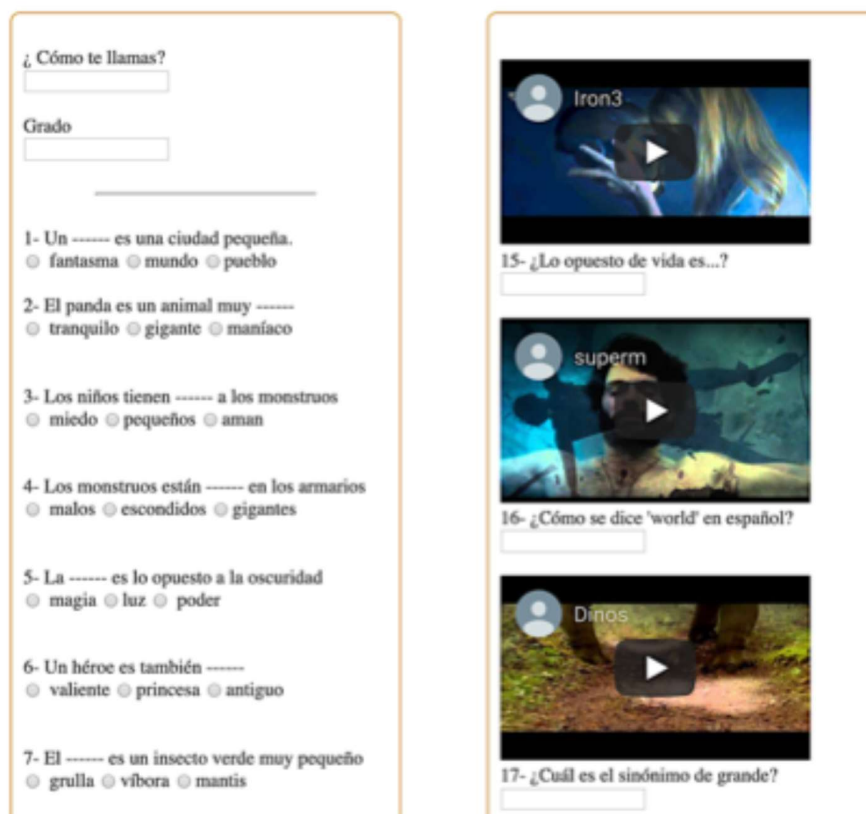 ¿ Cómo te llamas?
Grado
1- Un ------ es una ciudad pequeña.
fantasma mundo pueblo
2- El panda es un animal muy ------
tranquilo gigante maníaco
3- Los niños tienen ------ a los monstruos
miedo pequeños aman
4- Los monstruos están ------ en los armarios
malos escondidos gigantes
5- La ------ es lo opuesto a la oscuridad
magia luz poder
6- Un héroe es también ------
valiente princesa antiguo
7- El ------ es un insecto verde muy pequeño
grulla víbora mantis
Iron3
15- ¿Lo opuesto de vida es...?
superm
16- ¿Cómo se dice 'world' en español?
Dinos
17- ¿Cuál es el sinónimo de grande?